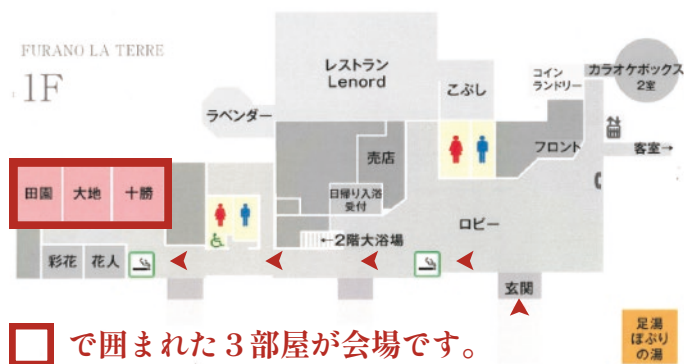 FURANO LA TERRE
1F
レストラン
Lenord
こぶし
コイン
ランドリー
カラオケボックス
2室
ラベンダー
売店
フロント
客室→
田園
大地
十勝
日帰り入浴
受付
ロビー
←2階大浴場
彩花
花人
玄関
足湯
ぽぷり
の湯
で囲まれた3部屋が会場です。